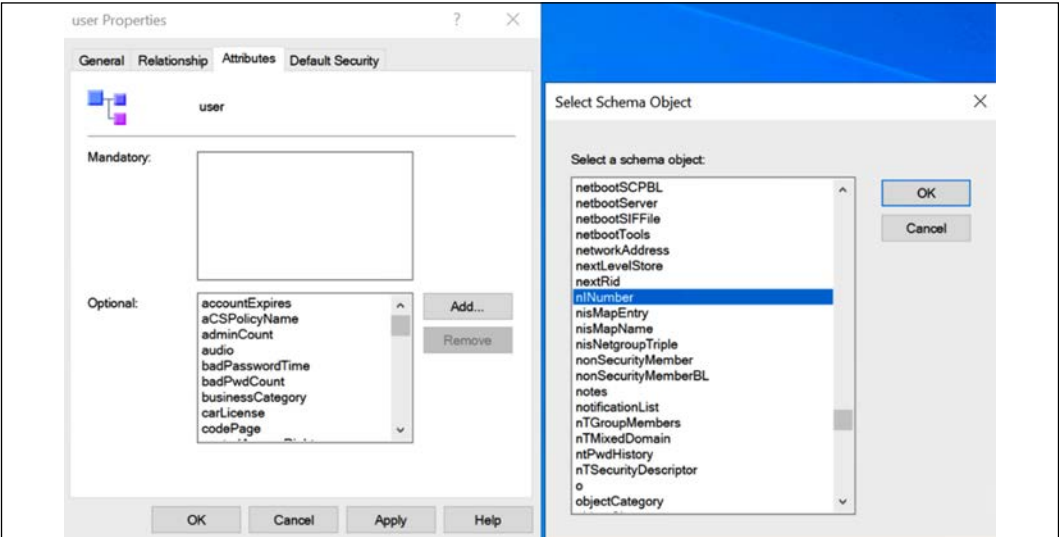 user Properties
?
General Relationship Attributes Default Security
user
Mandatory:
Optional:
accountExpires
aCSPolicyName
adminCount
audio
badPasswordTime
badPwdCount
businessCategory
carLicense
codePage
Add...
Remove
OK Cancel Apply Help
Select Schema Object
Select a schema object:
netbootSCPBL
netbootServer
netbootSIFFile
netbootTools
networkAddress
nextLevelStore
nextRid
nINumber
nisMapEntry
nisMapName
nisNetgroupTriple
nonSecurityMember
nonSecurityMemberBL
notes
notificationList
nTGroupMembers
nTMixedDomain
ntPwdHistory
nTSecurityDescriptor
o
objectCategory
OK
Cancel